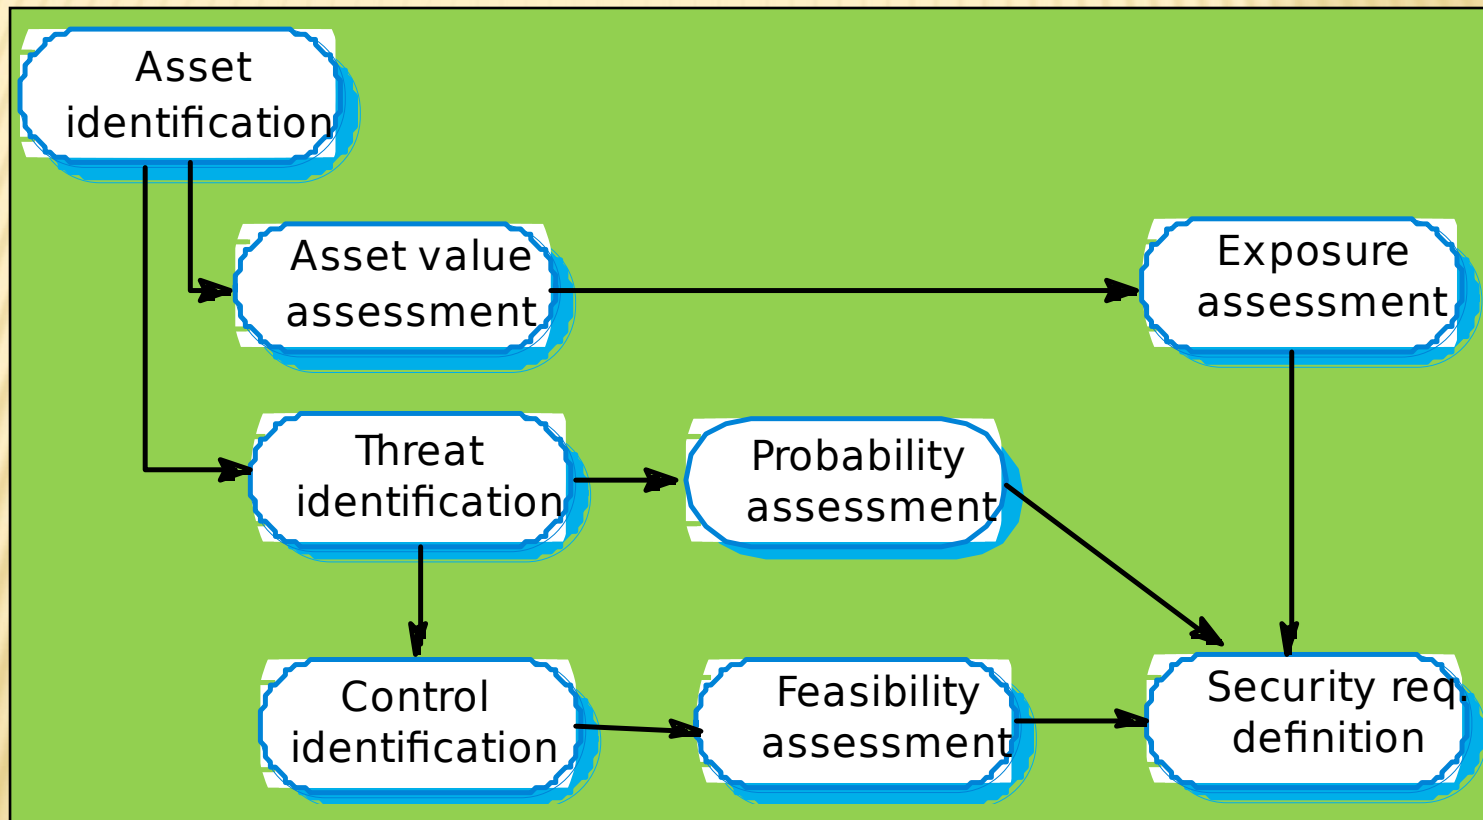 Asset
identification
Asset value
assessment
Exposure
assessment
Threat
identification
Probability
assessment
Control
identification
Feasibility
assessment
Security req.
definition